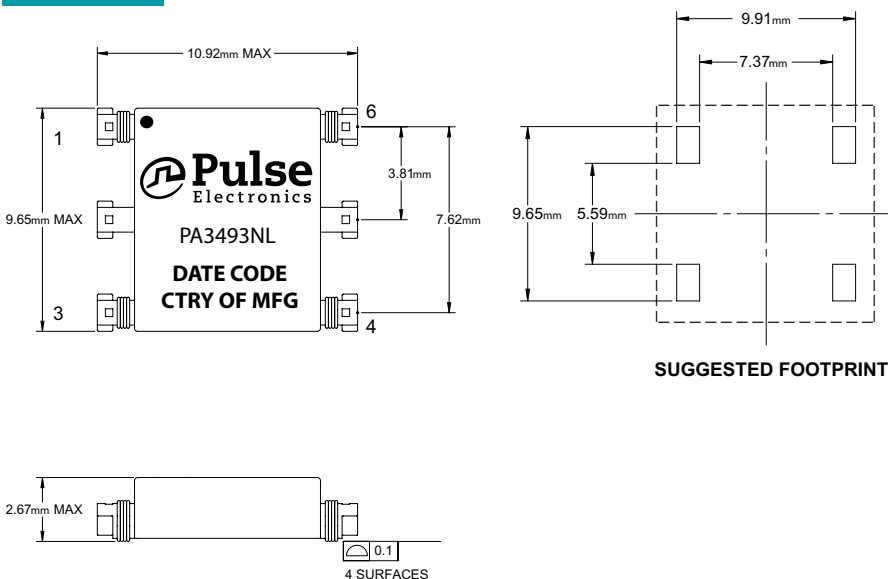 10.92mm MAX
1
6
Pulse
Electronics
PA3493NL
DATE CODE
CTRY OF MFG
3
4
9.65mm MAX
3.81mm
7.62mm
9.91mm
7.37mm
9.65mm
5.59mm
SUGGESTED FOOTPRINT
2.67mm MAX
0.1
4 SURFACES